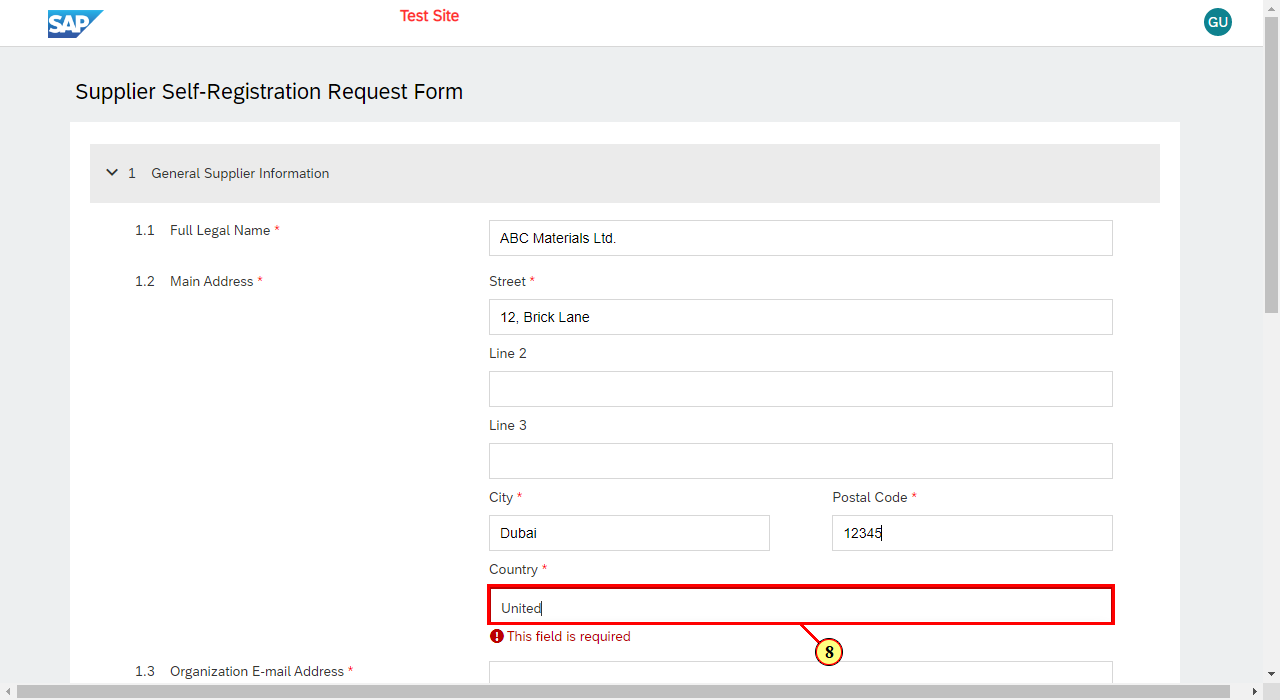 SAP
Test Site
GU
Supplier Self-Registration Request Form
1 General Supplier Information
1.1 Full Legal Name *
ABC Materials Ltd.
1.2 Main Address *
Street *
12, Brick Lane
Line 2
Line 3
City * Postal Code *
Dubai 12345
Country *
United
This field is required
8
1.3 Organization E-mail Address *